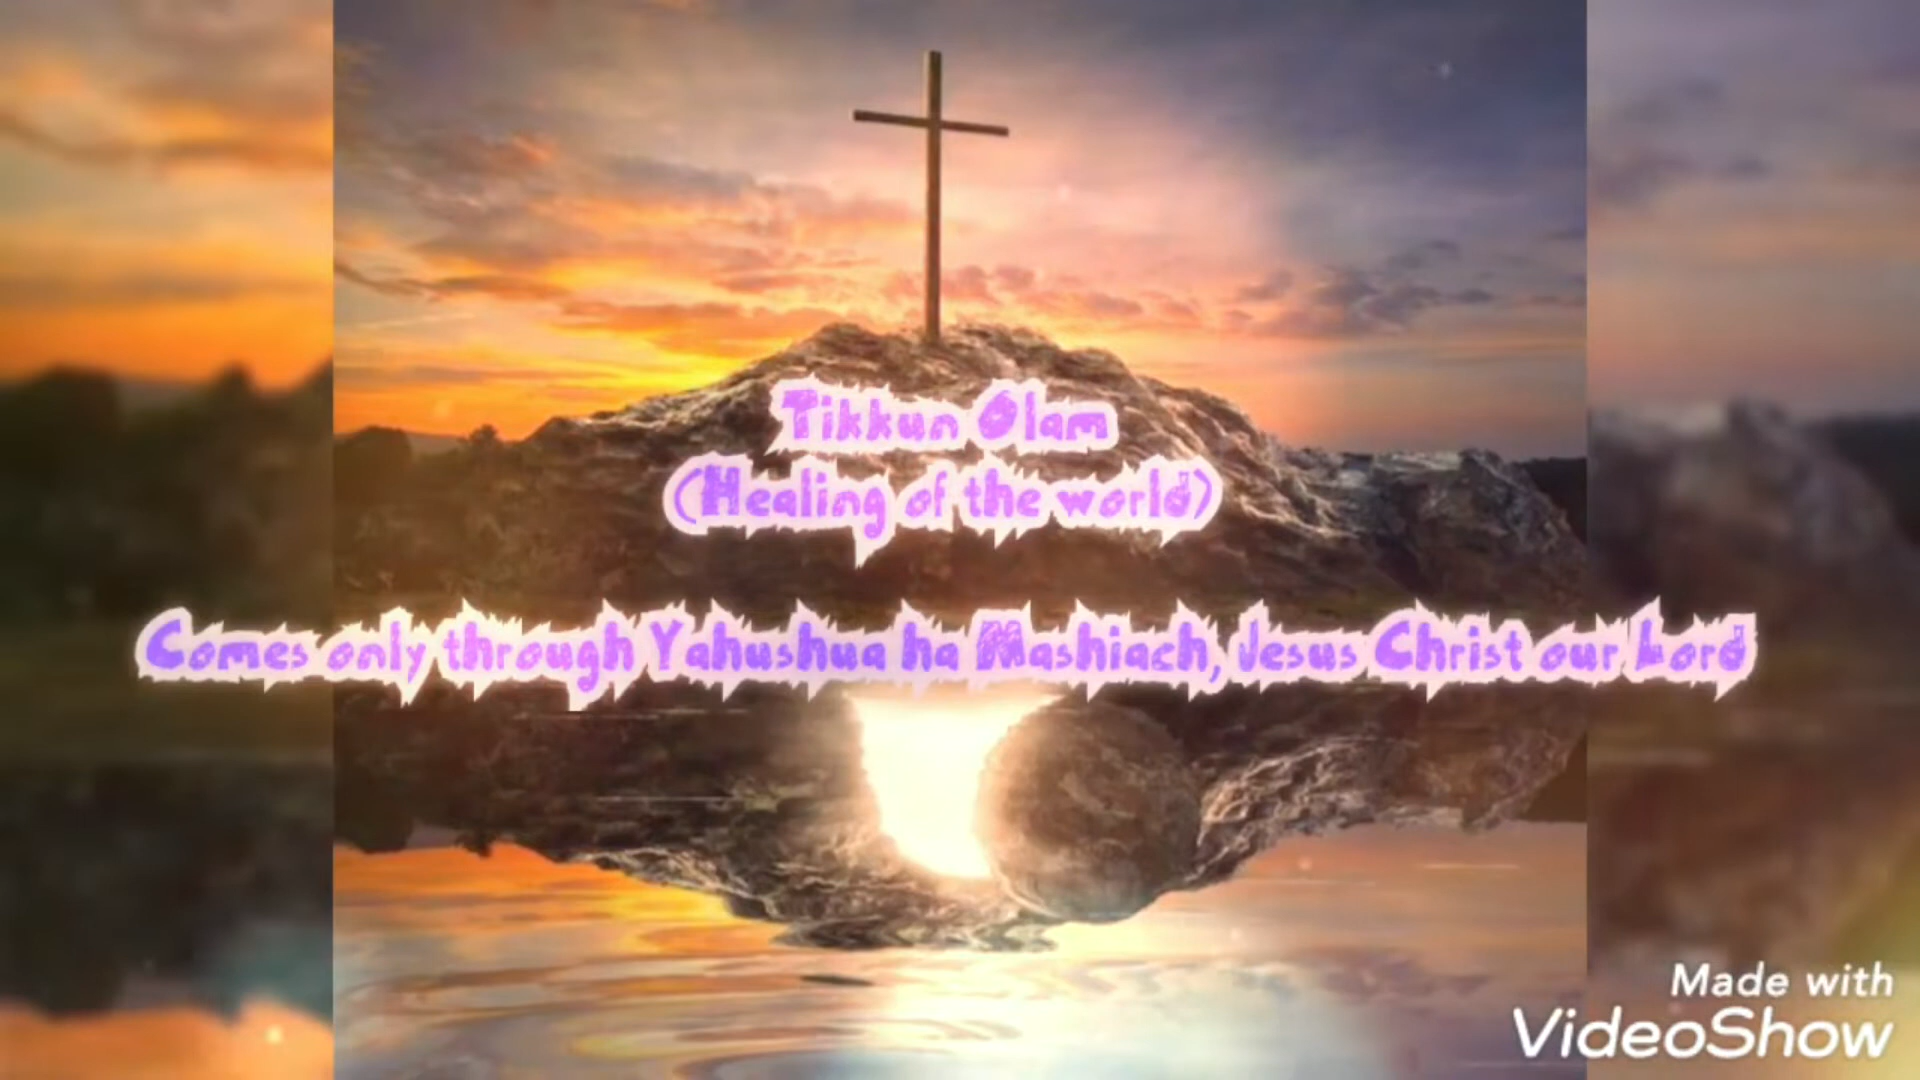 Tikkun Olam
(Healing of the world)
Comes only through Yahushua ha Mashiach, Jesus Christ our Lord
Made with
VideoShow